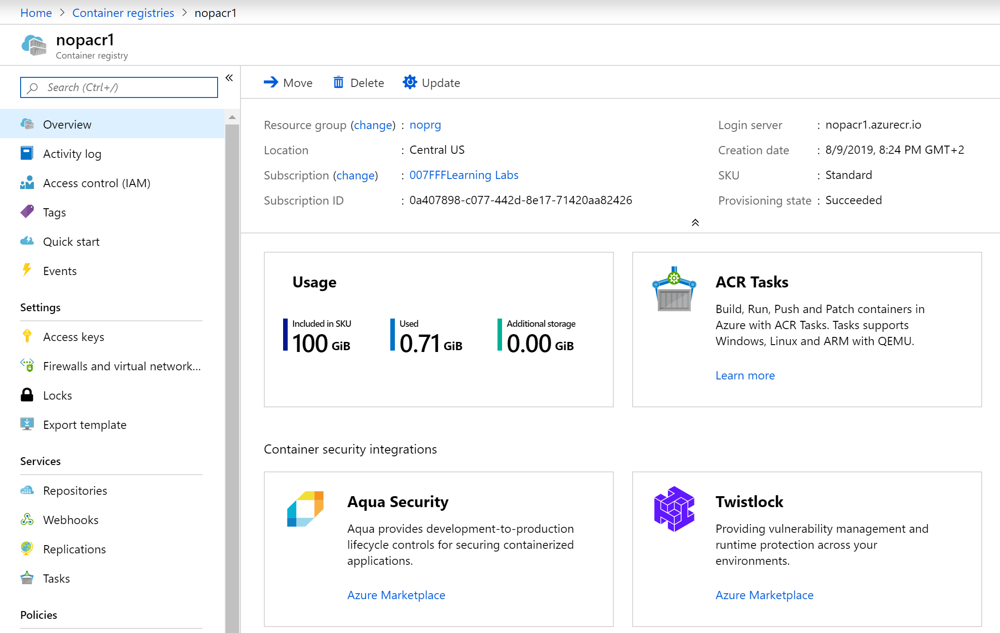 Home > Container registries > nopacr1
nopacr1
Container registry
Search (Ctrl+/)
Overview
Activity log
Access control (IAM)
Tags
Quick start
Events
Settings
Access keys
Firewalls and virtual network...
Locks
Export template
Services
Repositories
Webhooks
Replications
Tasks
Policies
Move Delete Update
Resource group (change) : noprg
Location : Central US
Subscription (change) : 007FFFLearning Labs
Subscription ID : 0a407898-c077-442d-8e17-71420aa82426
Login server : nopacr1.azurecr.io
Creation date : 8/9/2019, 8:24 PM GMT+2
SKU : Standard
Provisioning state : Succeeded
Usage
Included in SKU
100 GiB
Used
0.71 GiB
Additional storage
0.00 GiB
ACR Tasks
Build, Run, Push and Patch containers in
Azure with ACR Tasks. Tasks supports
Windows, Linux and ARM with QEMU.
Learn more
Container security integrations
Aqua Security
Aqua provides development-to-production
lifecycle controls for securing containerized
applications.
Azure Marketplace
Twistlock
Providing vulnerability management and
runtime protection across your
environments.
Azure Marketplace